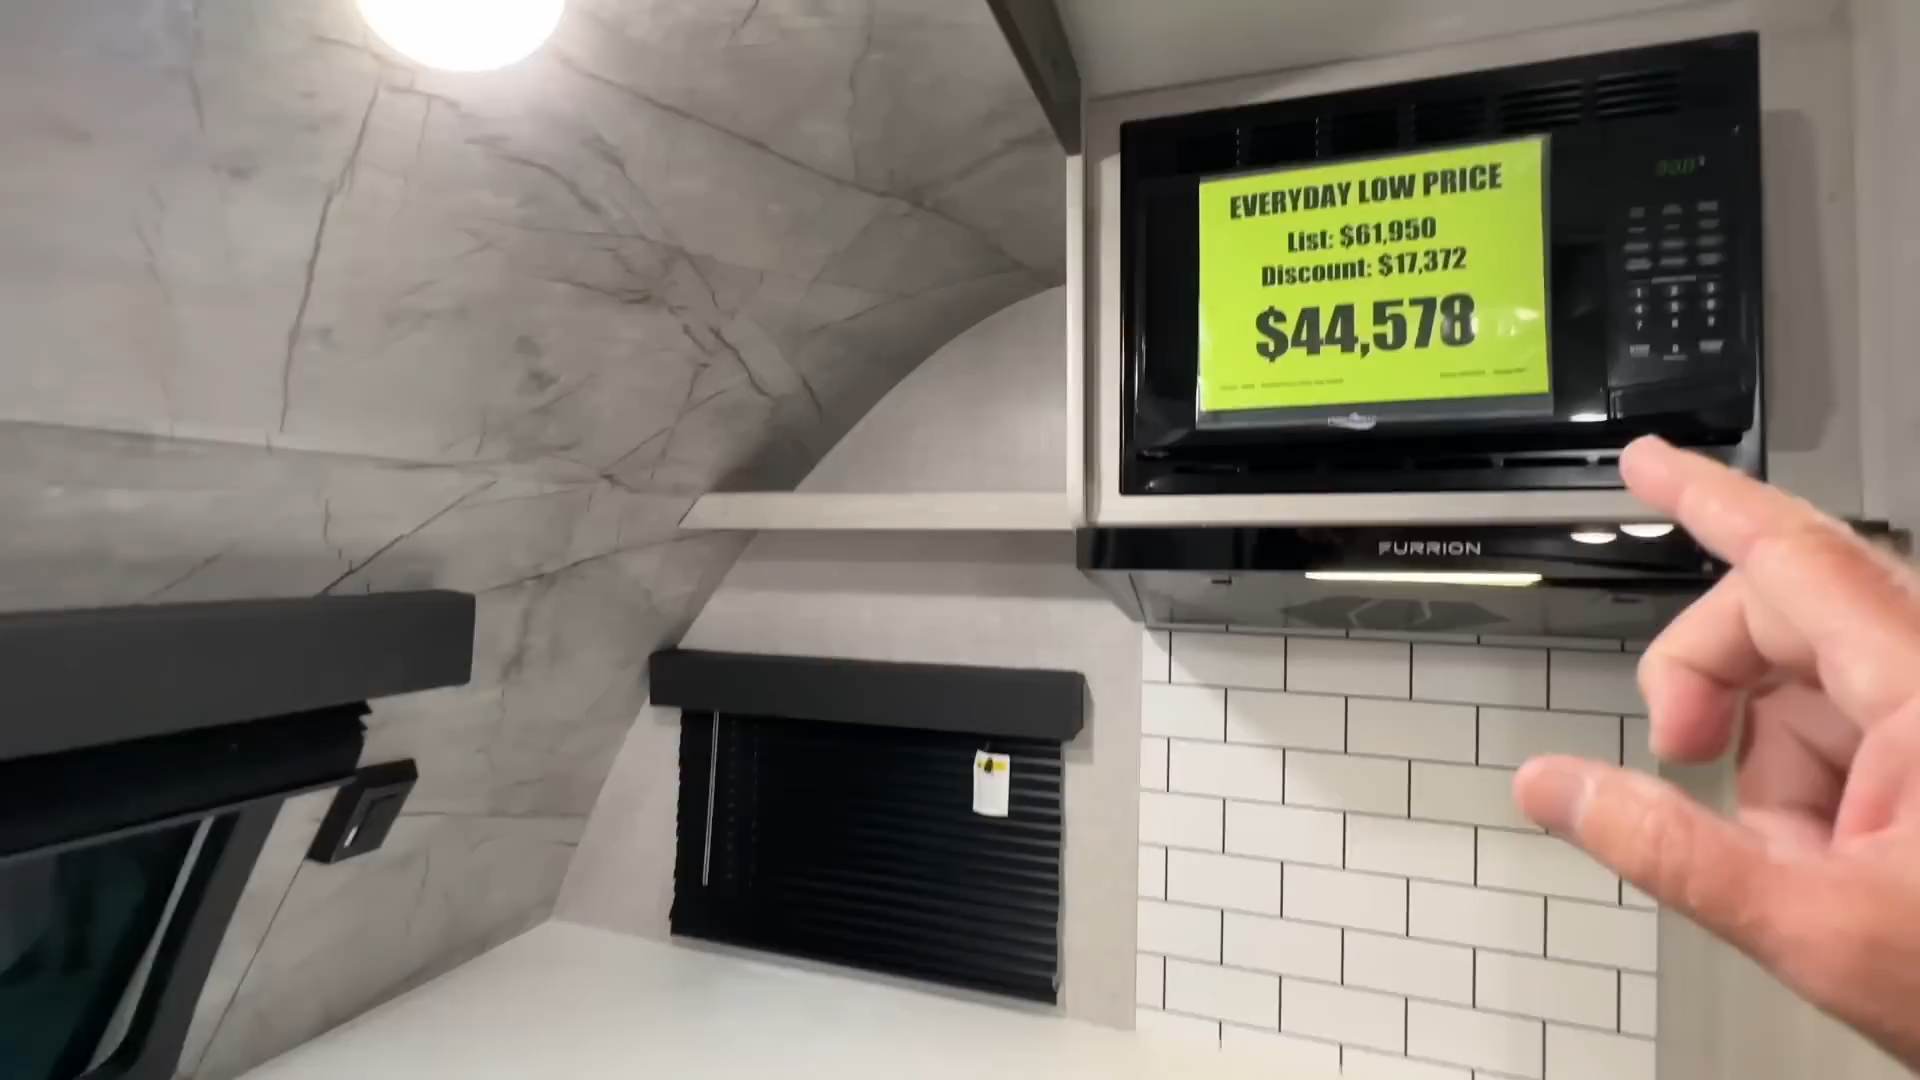 EVERYDAY LOW PRICE
List: $61,950
Discount: $17,372
$44,578
FURRION